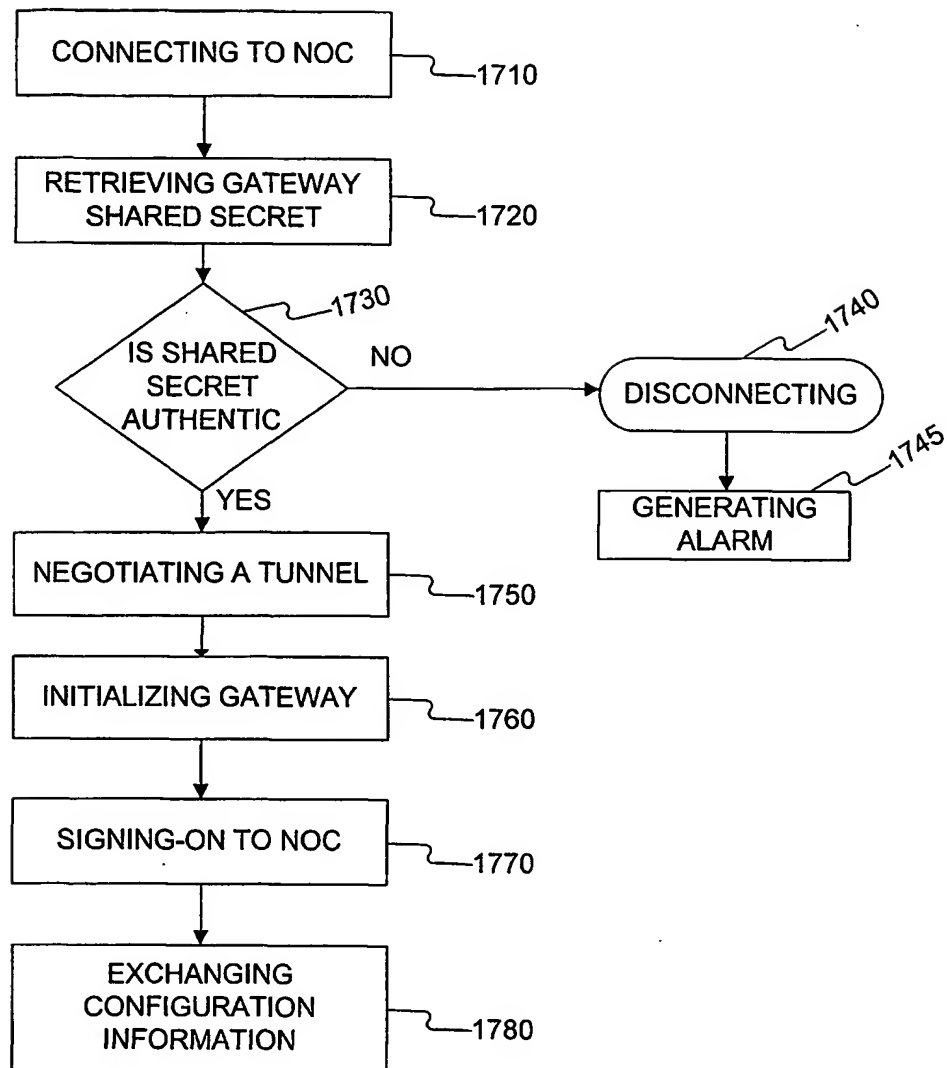 CONNECTING TO NOC
1710
RETRIEVING GATEWAY
SHARED SECRET
1720
1730
IS SHARED
SECRET
AUTHENTIC
NO
1740
DISCONNECTING
1745
GENERATING
ALARM
YES
NEGOTIATING A TUNNEL
1750
INITIALIZING GATEWAY
1760
SIGNING-ON TO NOC
1770
EXCHANGING
CONFIGURATION
INFORMATION
1780